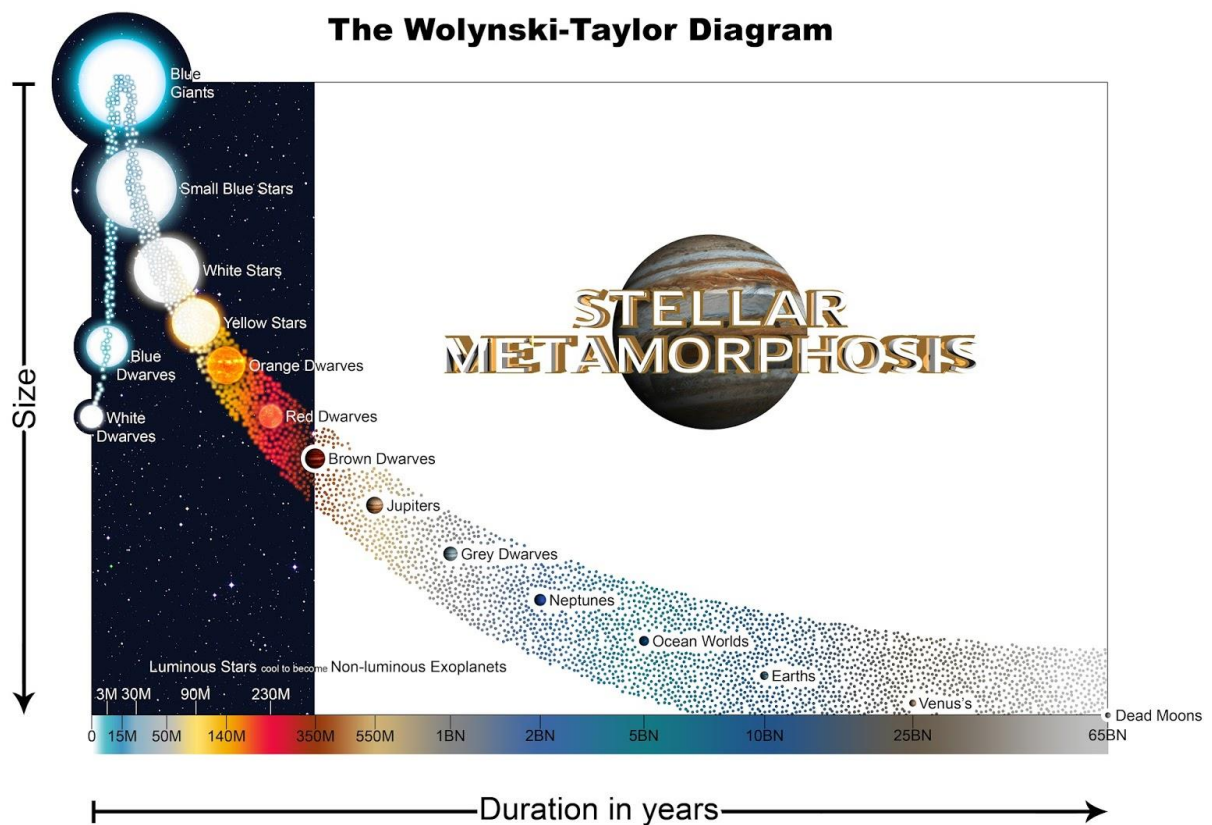 The Wolynski-Taylor Diagram
Blue
Giants
Small Blue Stars
White Stars
Yellow Stars
Blue
Dwarves
Orange Dwarves
White
Dwarves
Red Dwarves
Brown Dwarves
Jupiters
Grey Dwarves
Neptunes
Ocean Worlds
Earths
Venus's
Dead Moons
STELLAR
METAMORPHOSIS
Size
Luminous Stars cool to become Non-luminous Exoplanets
3M 30M 90M 230M
0 15M 50M 140M 350M 550M 1BN 2BN 5BN 10BN 25BN 65BN
Duration in years